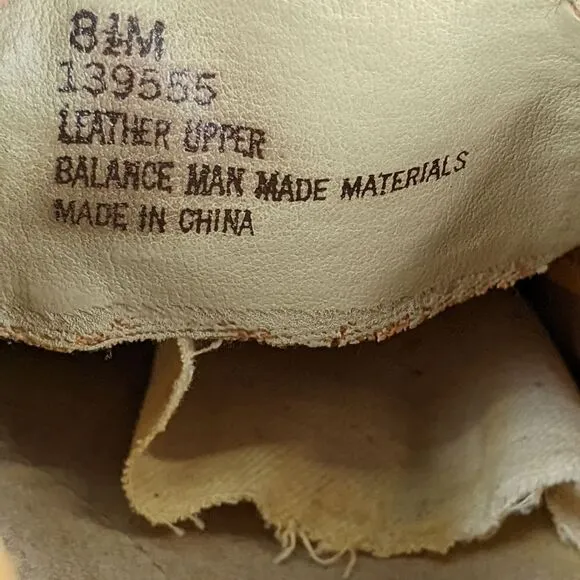 8½M
139555
LEATHER UPPER
BALANCE MAN MADE MATERIALS
MADE IN CHINA